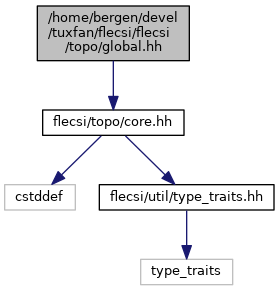 /home/bergen/devel
/tuxfan/flecsi/flecsi
/topo/global.hh
flecsi/topo/core.hh
cstddef
flecsi/util/type_traits.hh
type_traits